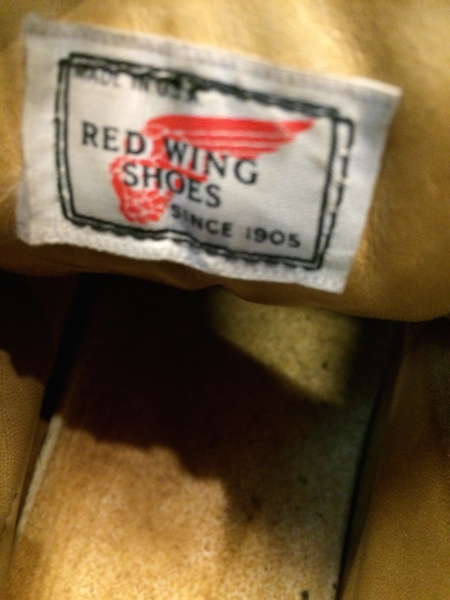 MADE IN U.S.A.
RED WING
SHOES
SINCE 1905